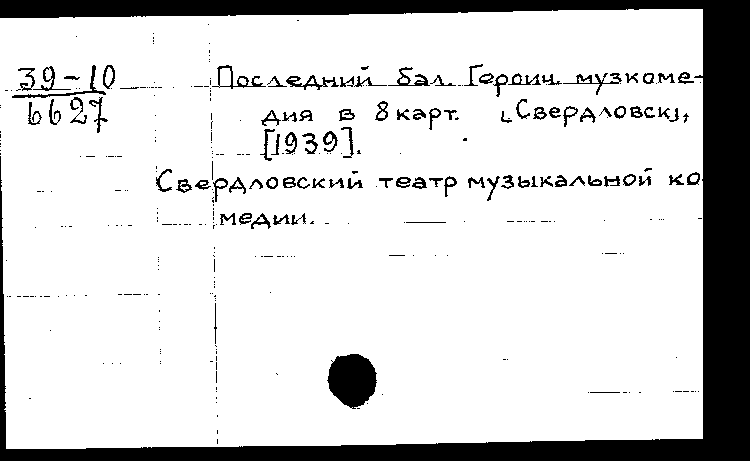 39-10
6627
Последний бал. Героич. музкоме-
дия в 8 карт. [Свердловск],
[1939].
Свердловский театр музыкальной ко
медии.